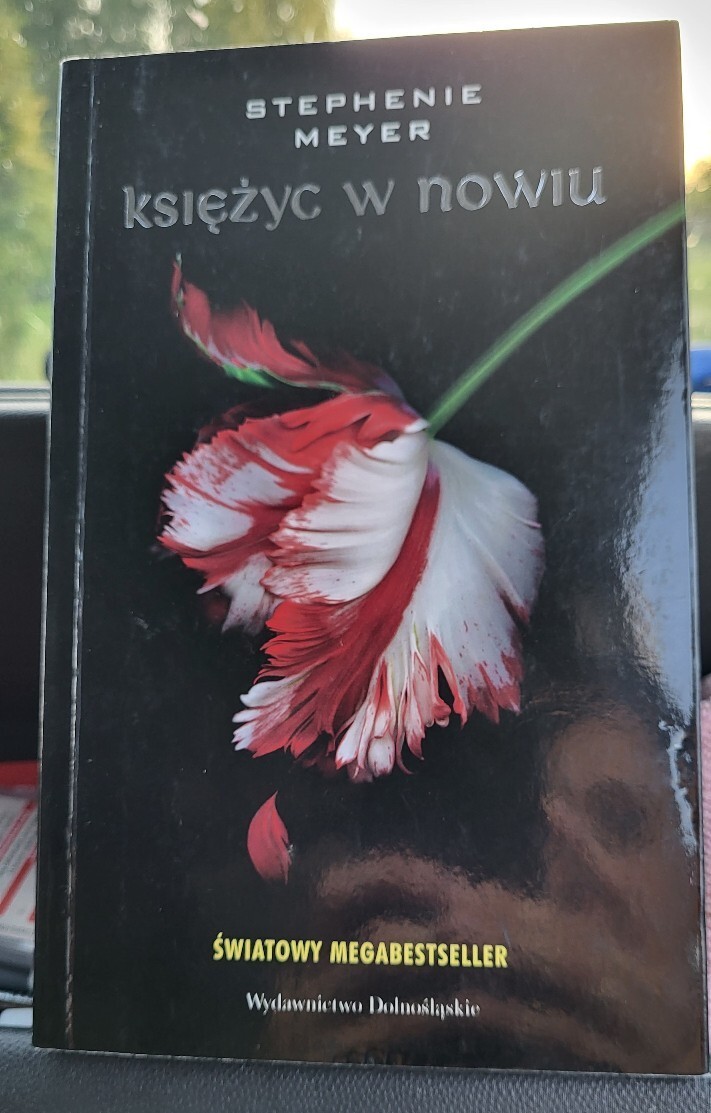 STEPHENIE
MEYER
księżyc w nowiu
ŚWIATOWY MEGABESTSELLER
Wydawnictwo Dolnośląskie